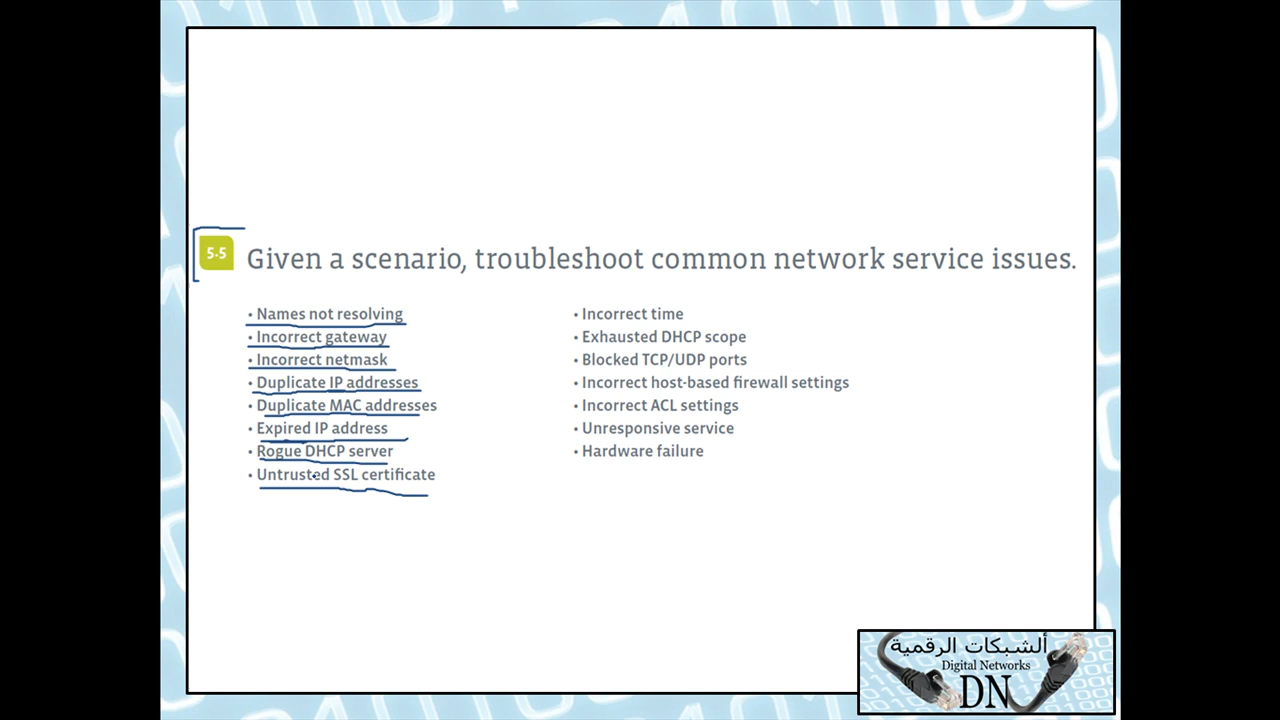 5.5 Given a scenario, troubleshoot common network service issues.
• Names not resolving
• Incorrect gateway
• Incorrect netmask
• Duplicate IP addresses
• Duplicate MAC addresses
• Expired IP address
• Rogue DHCP server
• Untrusted SSL certificate
• Incorrect time
• Exhausted DHCP scope
• Blocked TCP/UDP ports
• Incorrect host-based firewall settings
• Incorrect ACL settings
• Unresponsive service
• Hardware failure
ألشبكات الرقمية
Digital Networks
DN